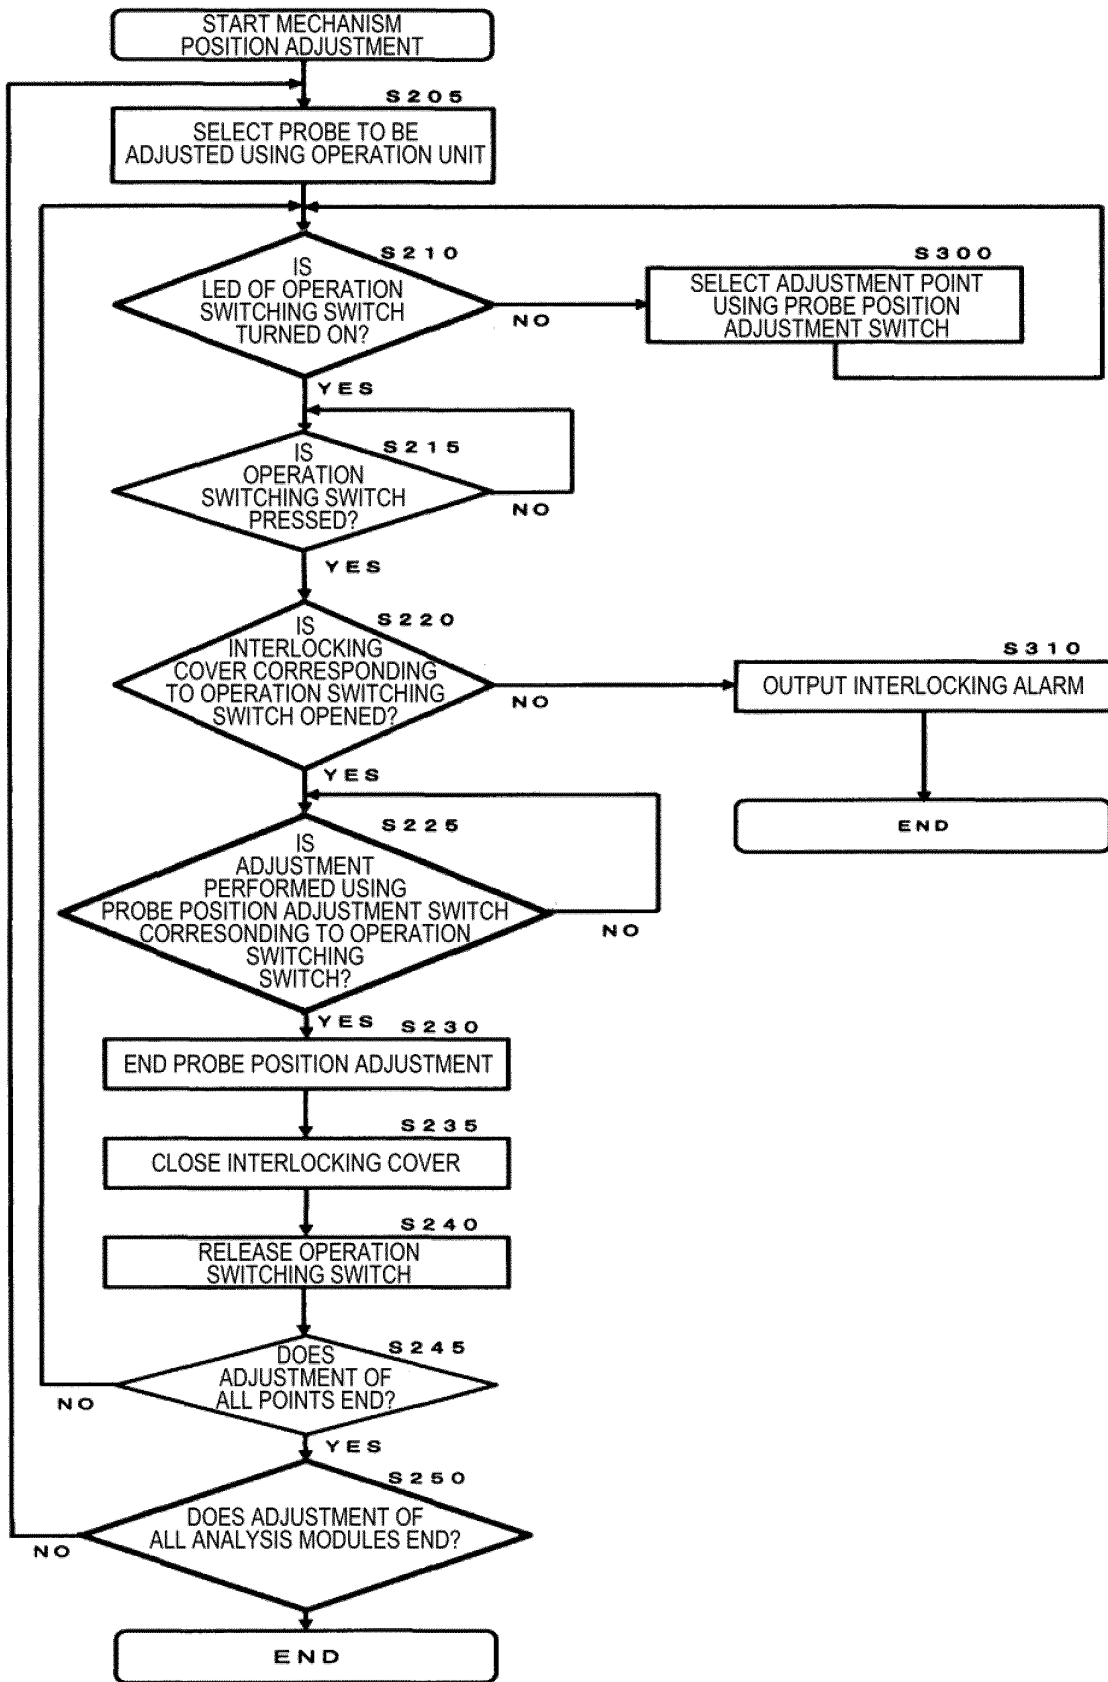 START MECHANISM
POSITION ADJUSTMENT
S205
SELECT PROBE TO BE
ADJUSTED USING OPERATION UNIT
S210
IS
LED OF OPERATION
SWITCHING SWITCH
TURNED ON?
NO
S300
SELECT ADJUSTMENT POINT
USING PROBE POSITION
ADJUSTMENT SWITCH
YES
S215
IS
OPERATION
SWITCHING SWITCH
PRESSED?
NO
YES
S220
IS
INTERLOCKING
COVER CORRESPONDING
TO OPERATION SWITCHING
SWITCH OPENED?
NO
S310
OUTPUT INTERLOCKING ALARM
END
YES
S225
IS
ADJUSTMENT
PERFORMED USING
PROBE POSITION ADJUSTMENT SWITCH
CORRESONDING TO OPERATION
SWITCHING
SWITCH?
NO
YES
S230
END PROBE POSITION ADJUSTMENT
S235
CLOSE INTERLOCKING COVER
S240
RELEASE OPERATION
SWITCHING SWITCH
S245
DOES
ADJUSTMENT OF
ALL POINTS END?
NO
YES
S250
DOES ADJUSTMENT OF
ALL ANALYSIS MODULES END?
NO
END